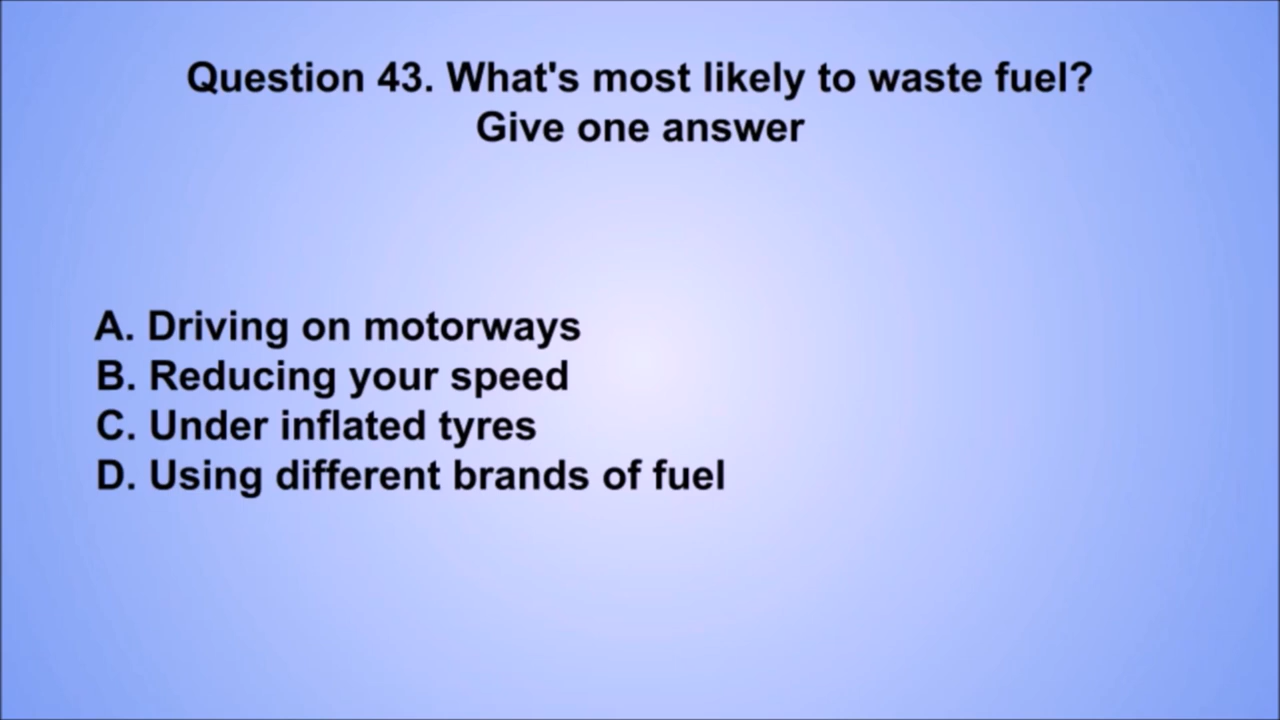 Question 43. What's most likely to waste fuel?
Give one answer
A. Driving on motorways
B. Reducing your speed
C. Under inflated tyres
D. Using different brands of fuel